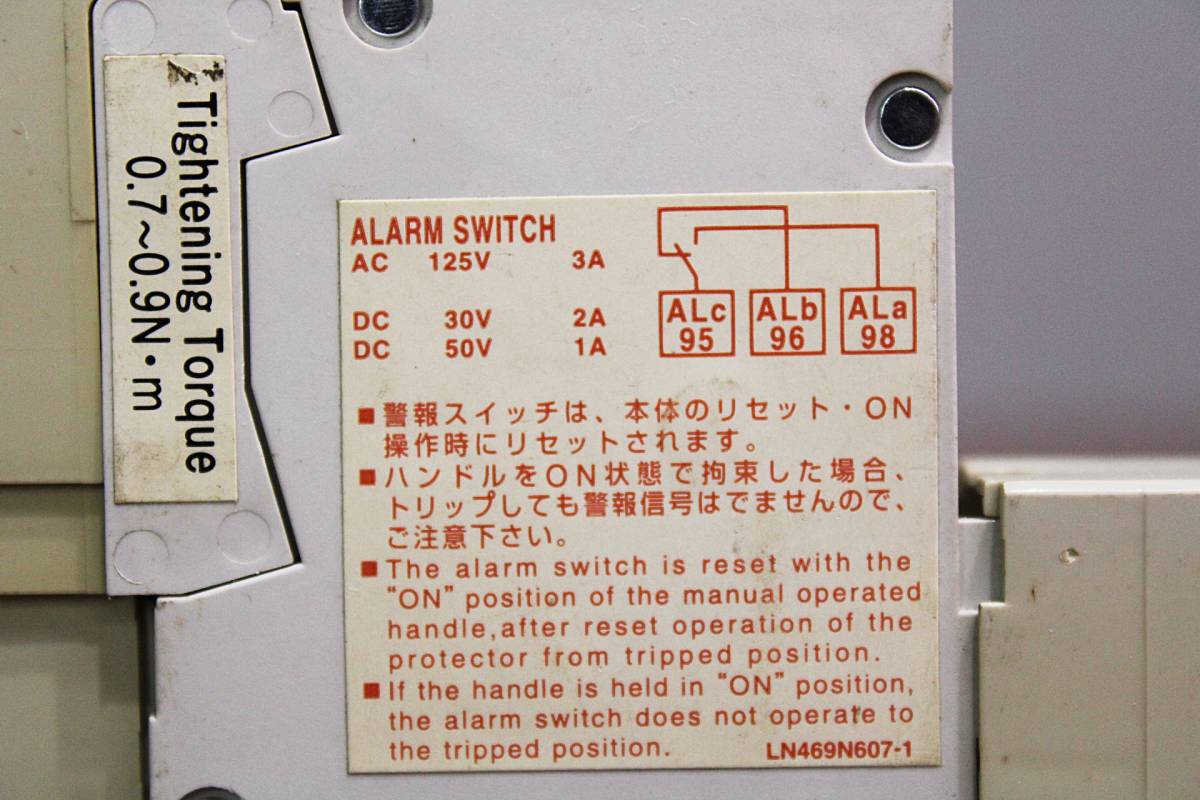 Tightening Torque
0.7~0.9N・m
ALARM SWITCH
AC 125V 3A
DC 30V 2A
DC 50V 1A
ALc ALb ALa
95 96 98
■警報スイッチは、本体のリセット・ON
操作時にリセットされます。
■ハンドルをON状態で拘束した場合、
トリップしても警報信号はでませんので、
ご注意下さい。
■The alarm switch is reset with the
“ON” position of the manual operated
handle,after reset operation of the
protector from tripped position.
■If the handle is held in “ON” position,
the alarm switch does not operate to
the tripped position.
LN469N607-1